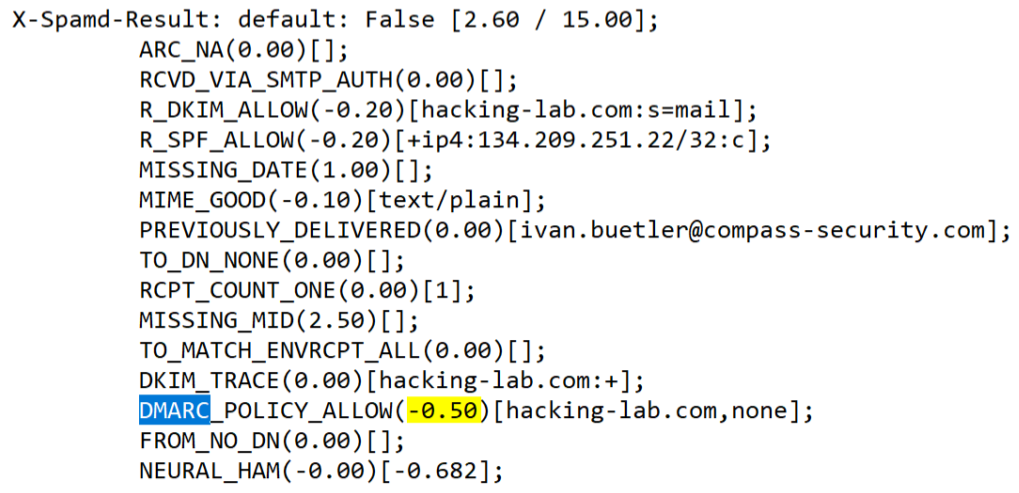 X-Spamd-Result: default: False [2.60 / 15.00];
ARC_NA(0.00)[];
RCVD_VIA_SMTP_AUTH(0.00)[];
R_DKIM_ALLOW(-0.20)[hacking-lab.com:s=mail];
R_SPF_ALLOW(-0.20)[+ip4:134.209.251.22/32:c];
MISSING_DATE(1.00)[];
MIME_GOOD(-0.10)[text/plain];
PREVIOUSLY_DELIVERED(0.00)[ivan.buetler@compass-security.com];
TO_DN_NONE(0.00)[];
RCPT_COUNT_ONE(0.00)[1];
MISSING_MID(2.50)[];
TO_MATCH_ENVRCPT_ALL(0.00)[];
DKIM_TRACE(0.00)[hacking-lab.com:+];
DMARC_POLICY_ALLOW(-0.50)[hacking-lab.com,none];
FROM_NO_DN(0.00)[];
NEURAL_HAM(-0.00)[-0.682];